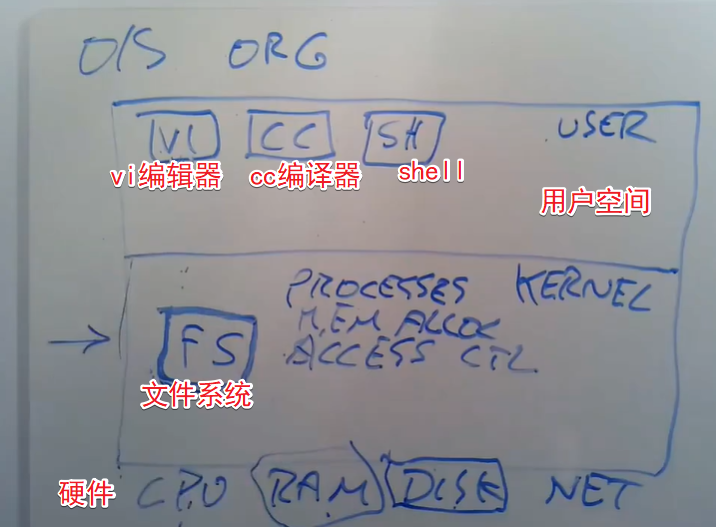 O/S ORG
VI CC SH USER
vi编辑器 cc编译器 shell
用户空间
PROCESSES KERNEL
MEM ALLOC
FS ACCESS CTL
文件系统
硬件 CPU RAM DISK NET